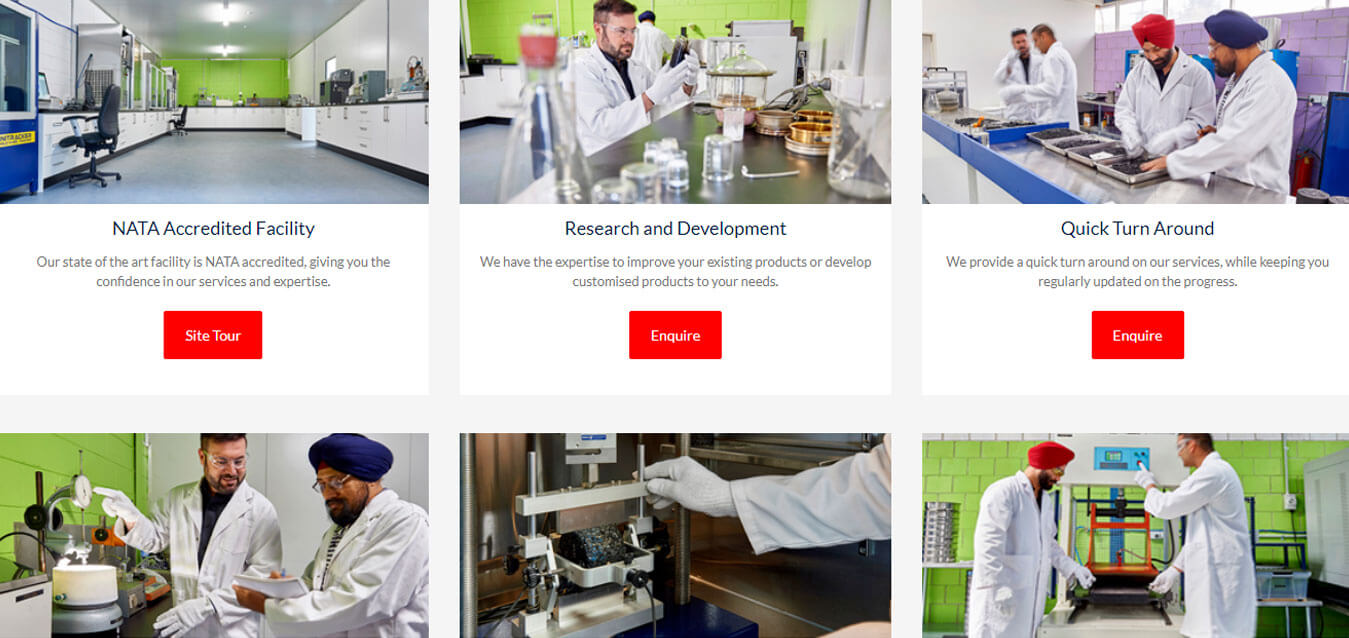 NATA Accredited Facility
Our state of the art facility is NATA accredited, giving you the
confidence in our services and expertise.
Site Tour
Research and Development
We have the expertise to improve your existing products or develop
customised products to your needs.
Enquire
Quick Turn Around
We provide a quick turn around on our services, while keeping you
regularly updated on the progress.
Enquire